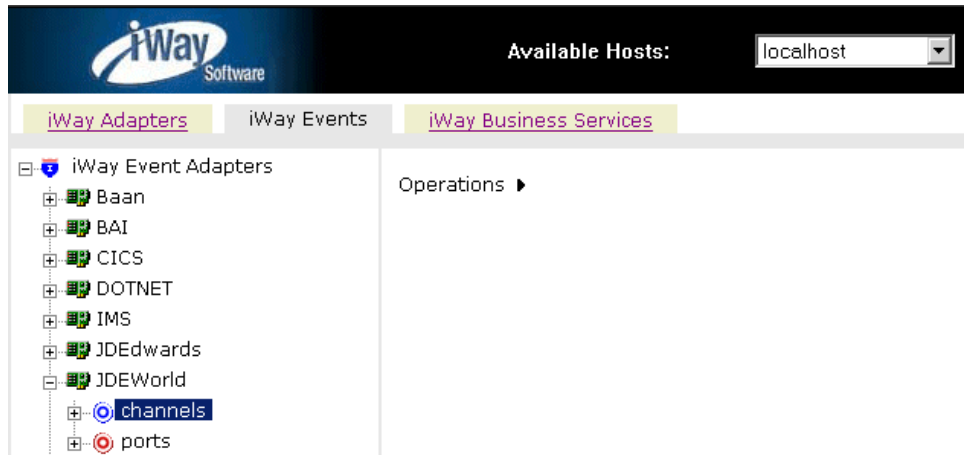 iWay
Software
Available Hosts:
localhost
iWay Adapters
iWay Events
iWay Business Services
iWay Event Adapters
Operations
Baan
BAI
CICS
DOTNET
IMS
JDEdwards
JDEWorld
channels
ports